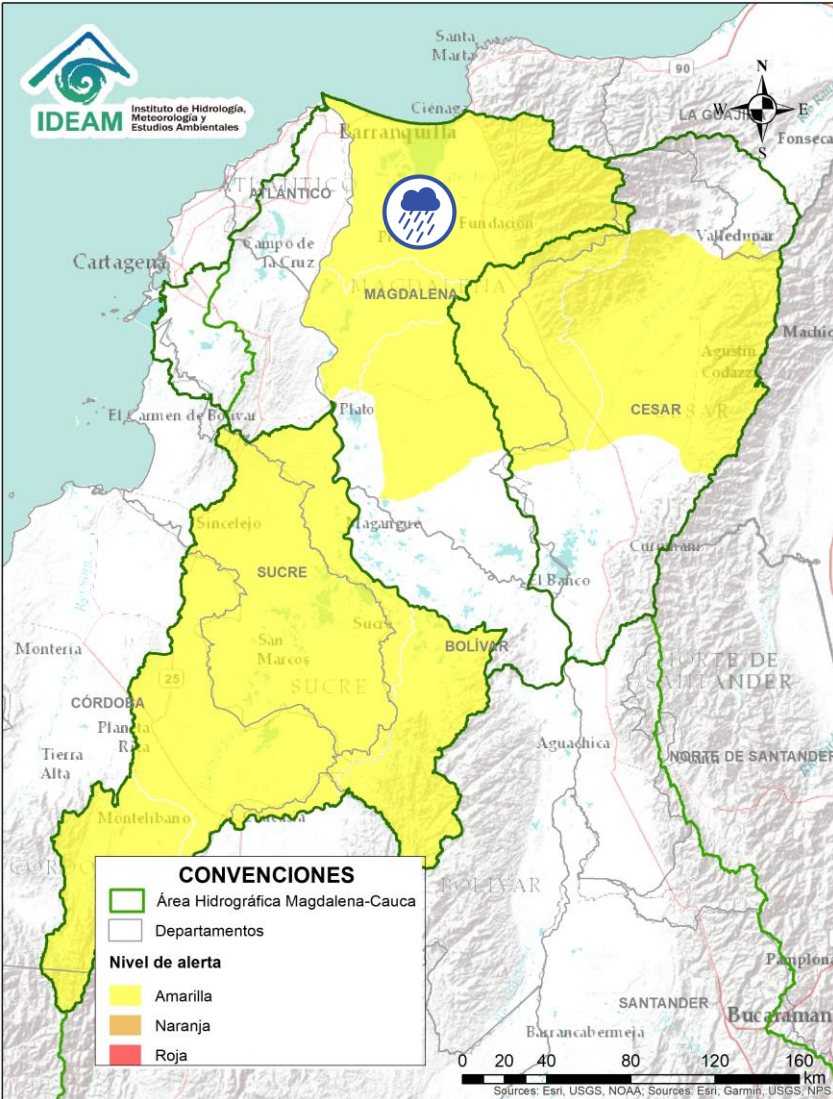 IDEAM
Instituto de Hidrología,
Meteorología y
Estudios Ambientales
Santa
Marta
90
N
W
E
S
LA GUAJIRA
Ciénaga
Fonseca
Barranquilla
ATLÁNTICO
Fundación
Valledupar
Campo de
la Cruz
Cartagena
MAGDALENA
MAGDALENA
Agustín
Codazzi
Plato
CESAR
CESAR
El Carmen de Bolívar
Sincelejo
Magangué
Curumaní
SUCRE
El Banco
Sucre
San
Marcos
Montería
BOLÍVAR
NORTE DE
SANTANDER
SUCRE
25
CÓRDOBA
Planeta
Rica
Aguachica
Tierra
Alta
NORTE DE SANTANDER
Montelíbano
BOLÍVAR
CONVENCIONES
Área Hidrográfica Magdalena-Cauca
Departamentos
Nivel de alerta
Amarilla
Naranja
Roja
Pamplona
SANTANDER
Bucaraman
Barrancabermeja
0 20 40 80 120 160
km
Sources: Esri, USGS, NOAA; Sources: Esri, Garmin, USGS, NPS